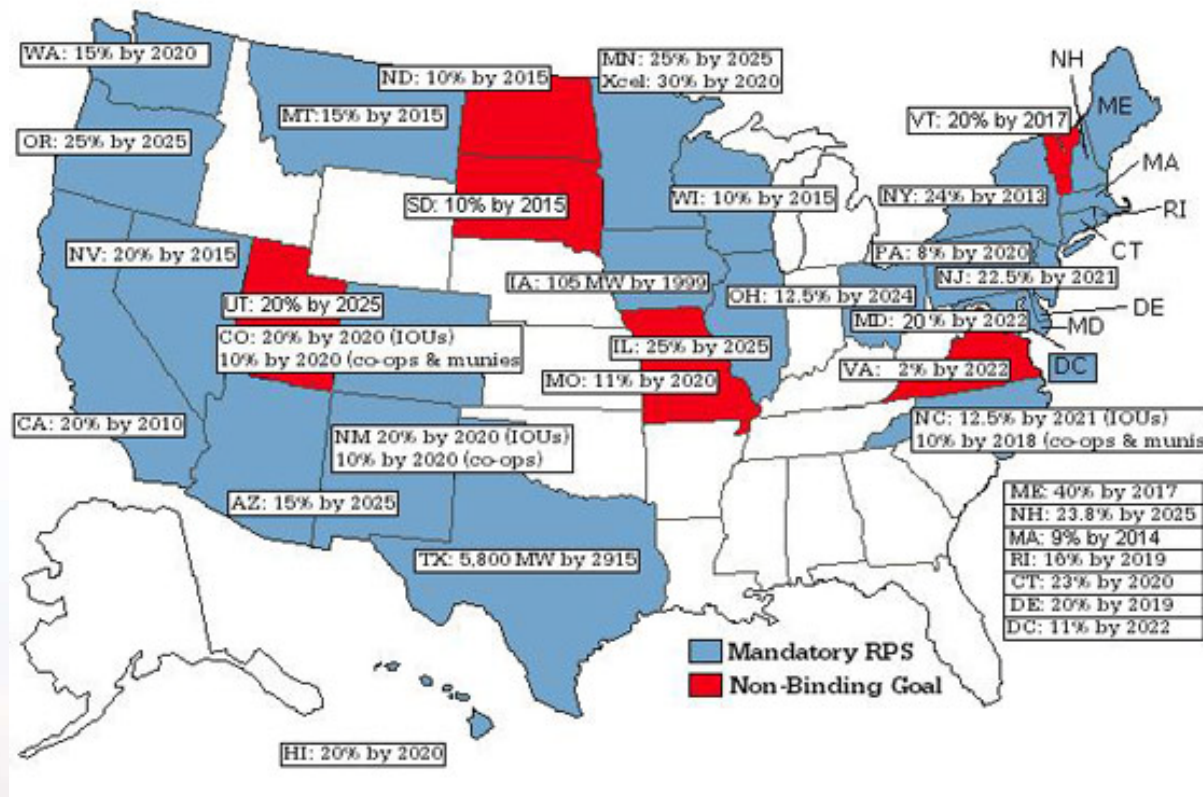 WA: 15% by 2020
ND: 10% by 2015
MN: 25% by 2025
Xcel: 30% by 2020
NH
ME
MT:15% by 2015
VT: 20% by 2017
OR: 25% by 2025
MA
SD: 10% by 2015
WI: 10% by 2015
NY: 24% by 2013
RI
NV: 20% by 2015
PA: 8% by 2020
CT
IA: 105 MW by 1999
NJ: 22.5% by 2021
UT: 20% by 2025
OH: 12.5% by 2024
DE
MD: 20 % by 2022
MD
CO: 20% by 2020 (IOUs)
10% by 2020 (co-ops & munies
IL: 25% by 2025
VA: 2% by 2022
DC
MO: 11% by 2020
CA: 20% by 2010
NM 20% by 2020 (IOUs)
10% by 2020 (co-ops)
NC: 12.5% by 2021 (IOUs)
10% by 2018 (co-ops & munis
AZ: 15% by 2025
ME: 40% by 2017
NH: 23.8% by 2025
MA: 9% by 2014
RI: 16% by 2019
CT: 23% by 2020
DE: 20% by 2019
DC: 11% by 2022
TX: 5,800 MW by 2915
Mandatory RPS
Non-Binding Goal
HI: 20% by 2020